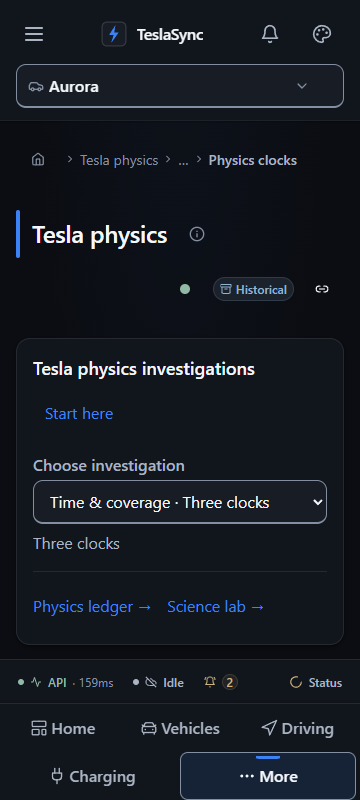 TeslaSync
Aurora
Tesla physics ... Physics clocks
Tesla physics
Historical
Tesla physics investigations
Start here
Choose investigation
Time & coverage · Three clocks
Three clocks
Physics ledger → Science lab →
API · 159ms Idle 2 Status
Home Vehicles Driving
Charging ··· More